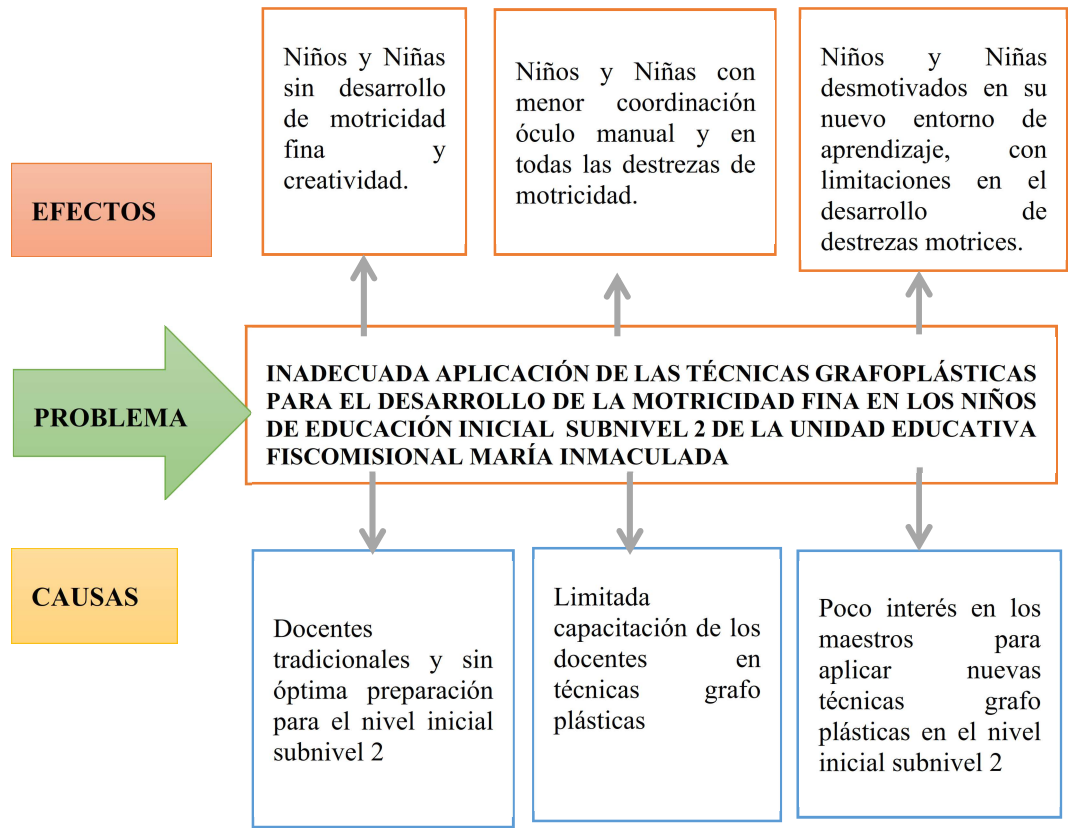 Niños y Niñas
sin desarrollo
de motricidad
fina y
creatividad.
Niños y Niñas con
menor coordinación
óculo manual y en
todas las destrezas de
motricidad.
Niños y Niñas
desmotivados en su
nuevo entorno de
aprendizaje, con
limitaciones en el
desarrollo de
destrezas motrices.
EFECTOS
PROBLEMA
INADECUADA APLICACIÓN DE LAS TÉCNICAS GRAFOPLÁSTICAS
PARA EL DESARROLLO DE LA MOTRICIDAD FINA EN LOS NIÑOS
DE EDUCACIÓN INICIAL SUBNIVEL 2 DE LA UNIDAD EDUCATIVA
FISCOMISIONAL MARÍA INMACULADA
CAUSAS
Docentes
tradicionales y sin
óptima preparación
para el nivel inicial
subnivel 2
Limitada
capacitación de los
docentes en
técnicas grafo
plásticas
Poco interés en los
maestros para
aplicar nuevas
técnicas grafo
plásticas en el nivel
inicial subnivel 2